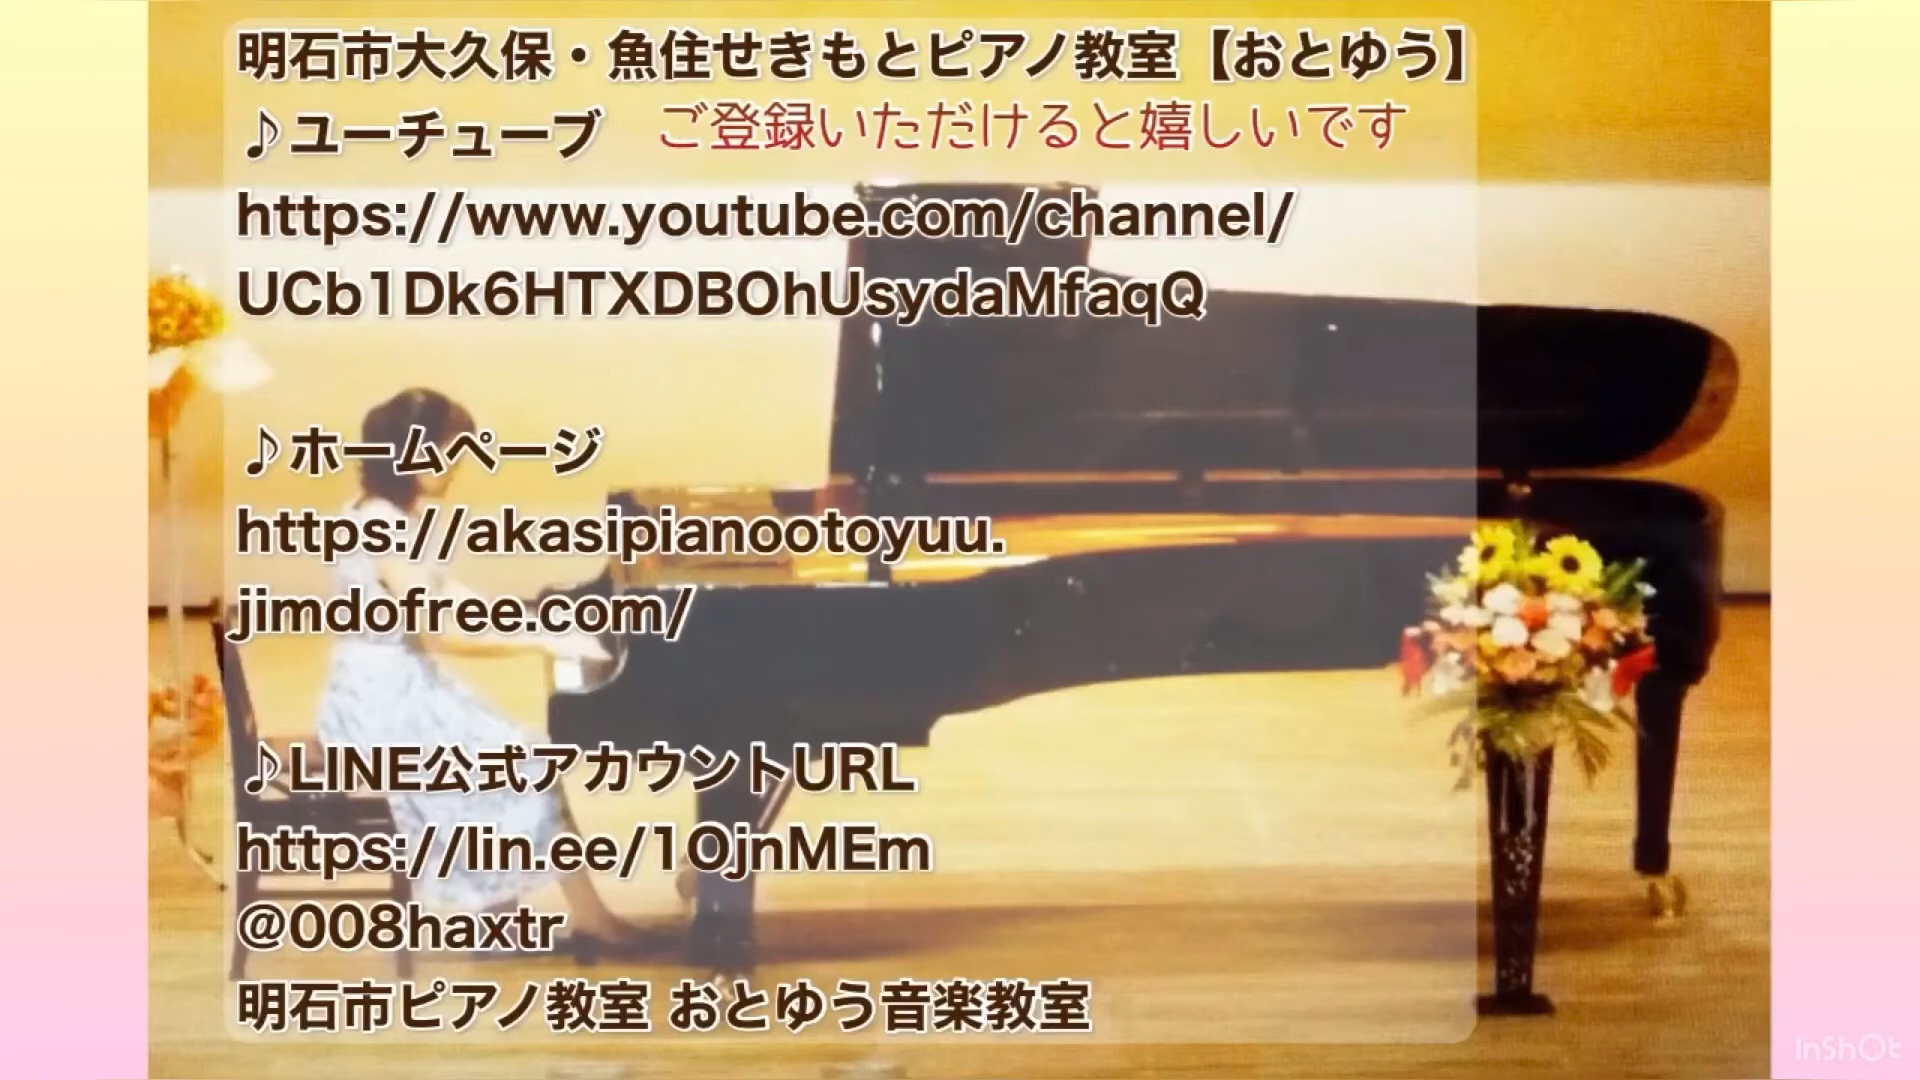 明石市大久保・魚住せきもとピアノ教室【おとゆう】
♪ユーチューブ ご登録いただけると嬉しいです
https://www.youtube.com/channel/
UCb1Dk6HTXDBOhUsydaMfaqQ
♪ホームページ
https://akasipianootoyuu.
jimdofree.com/
♪LINE公式アカウントURL
https://lin.ee/1OjnMEm
@008haxtr
明石市ピアノ教室 おとゆう音楽教室
InShOt